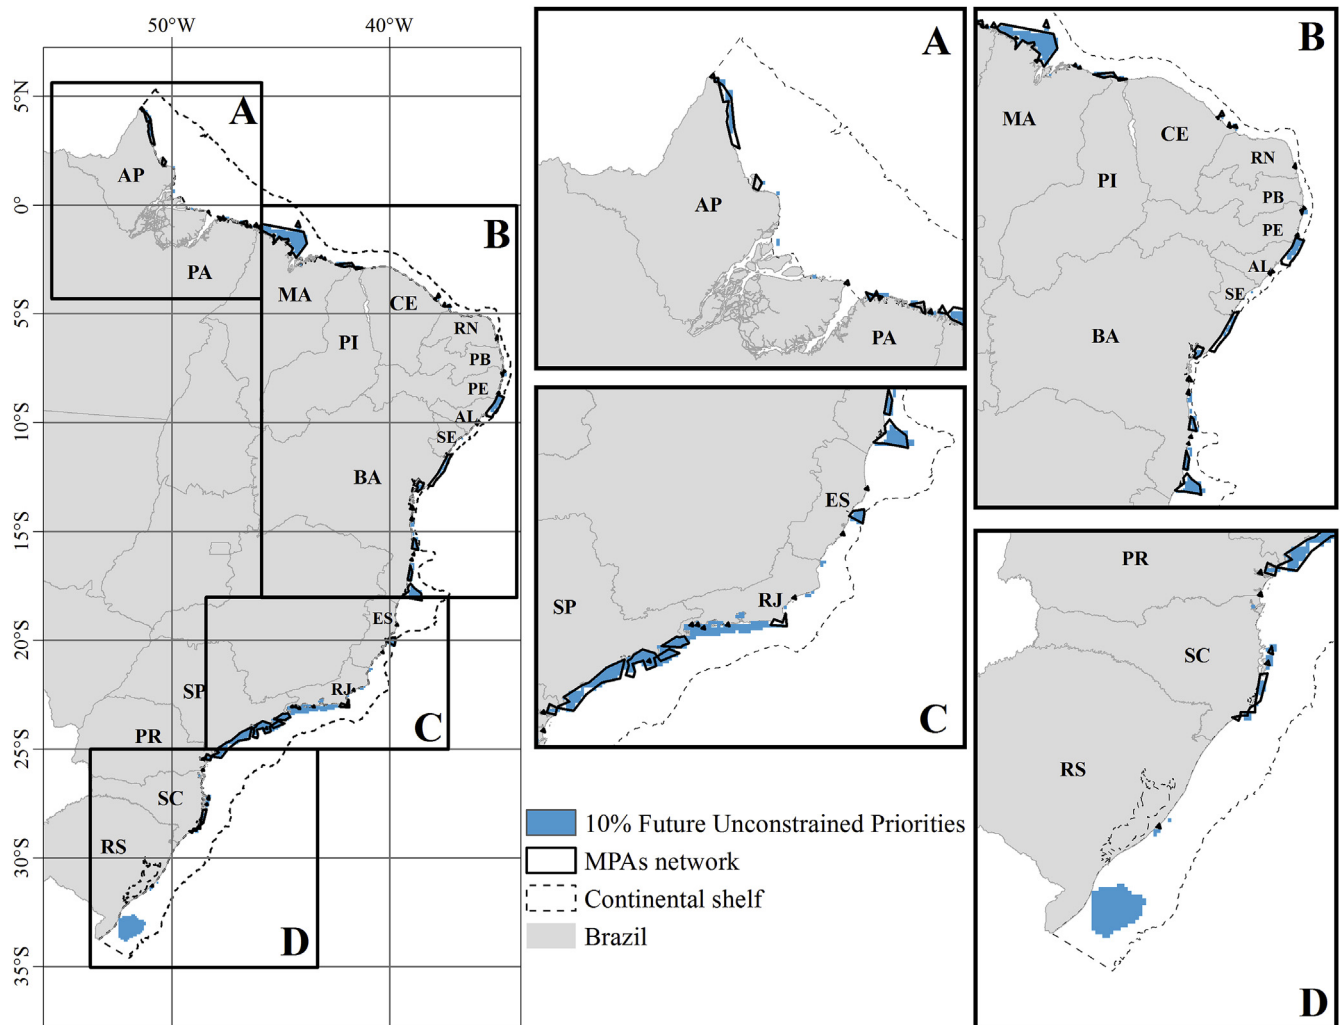 50°W 40°W
5°N
0°
5°S
10°S
15°S
20°S
25°S
30°S
35°S
A
AP
PA
B
MA
CE
PI
RN
PB
PE
AL
SE
BA
ES
SP
RJ
C
PR
SC
RS
D
A
AP
PA
B
MA
CE
RN
PI
PB
PE
AL
SE
BA
ES
SP
RJ
C
PR
SC
RS
D
10% Future Unconstrained Priorities
MPAs network
Continental shelf
Brazil